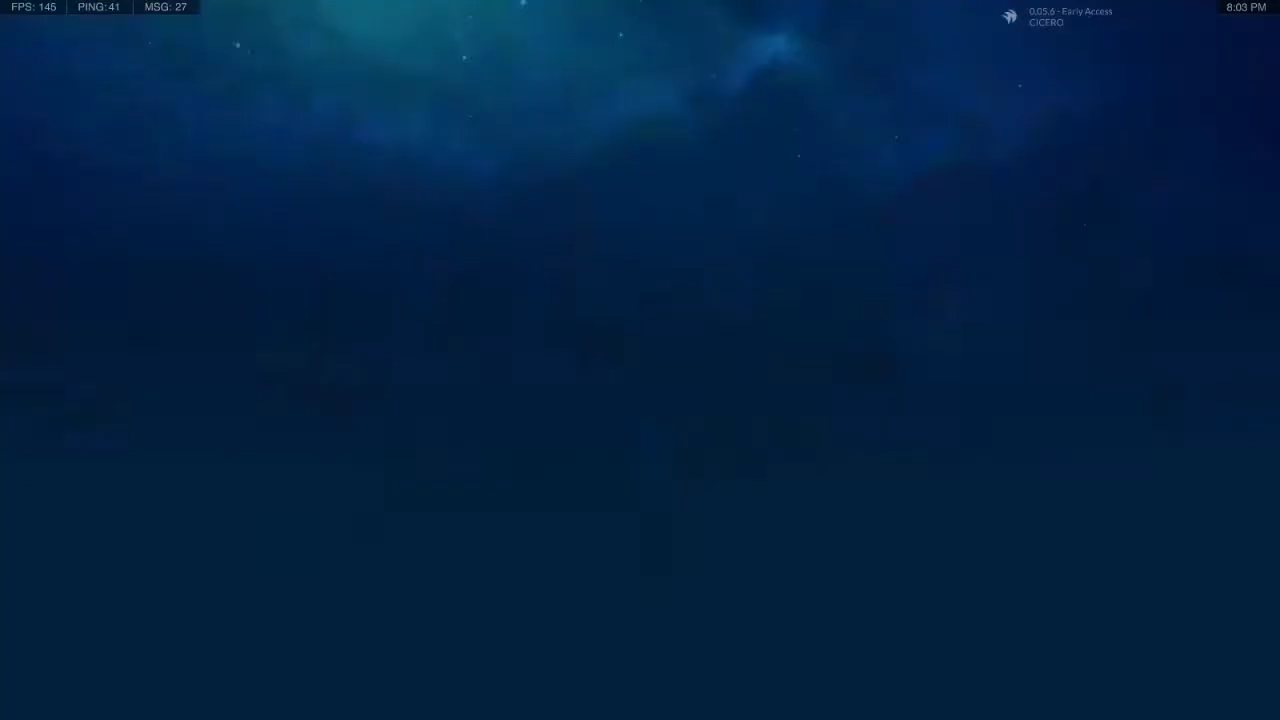 FPS: 145 PING: 41 MSG: 27
0.05.6 - Early Access
CICERO
8:03 PM